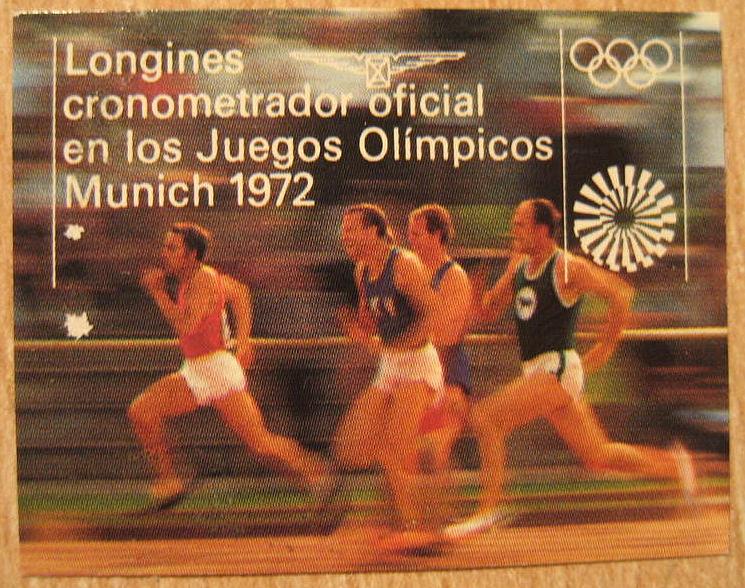 Longines
cronometrador oficial
en los Juegos Olímpicos
Munich 1972